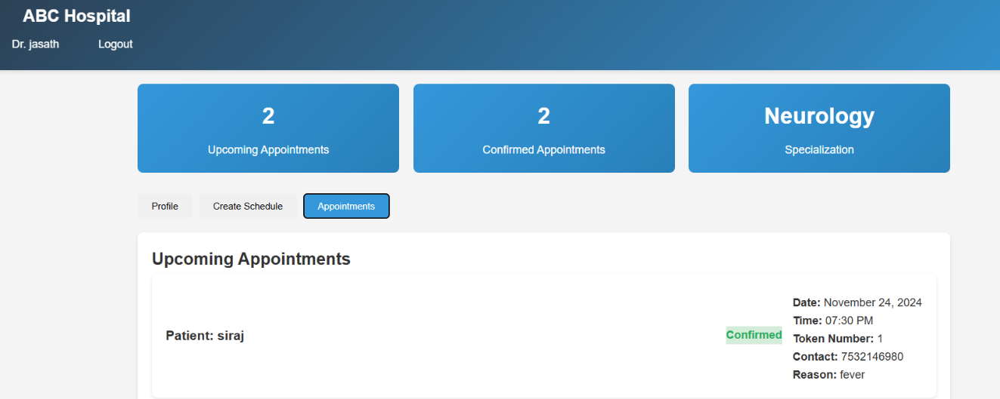 ABC Hospital
Dr. jasath Logout
2
Upcoming Appointments
2
Confirmed Appointments
Neurology
Specialization
Profile Create Schedule Appointments
Upcoming Appointments
Patient: siraj
Confirmed
Date: November 24, 2024
Time: 07:30 PM
Token Number: 1
Contact: 7532146980
Reason: fever